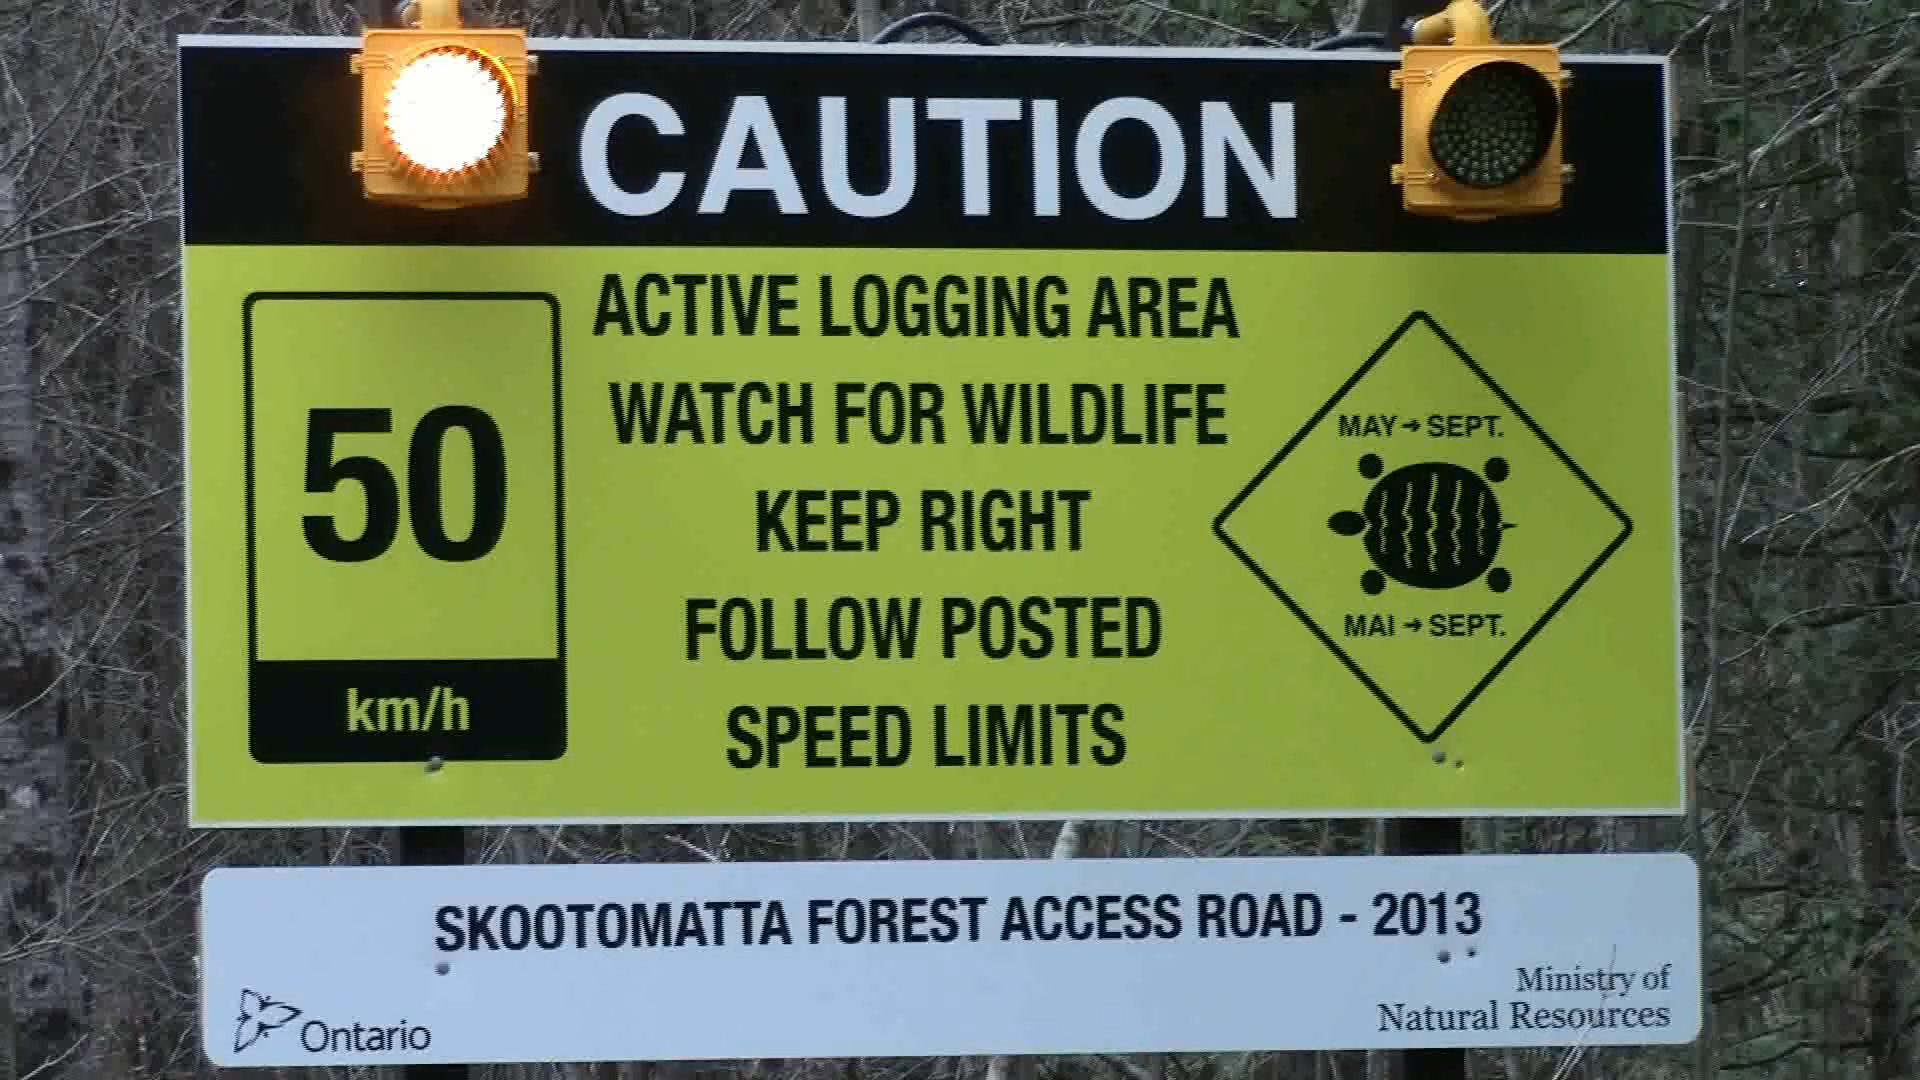 CAUTION
ACTIVE LOGGING AREA
WATCH FOR WILDLIFE
KEEP RIGHT
FOLLOW POSTED
SPEED LIMITS
50
km/h
MAY→SEPT.
MAI→SEPT.
SKOOTOMATTA FOREST ACCESS ROAD - 2013
Ontario
Ministry of
Natural Resources